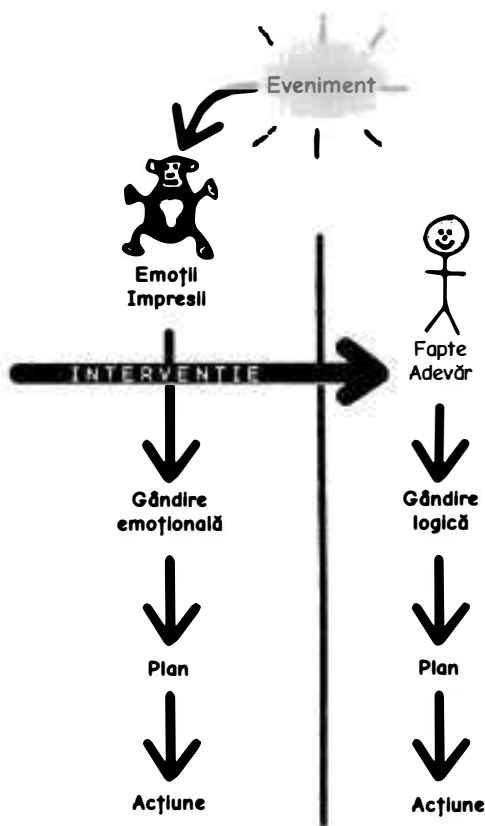 Eveniment
Emoții
Impresii
INTERVENȚIE
Fapte
Adevăr
Gândire
emoțională
Gândire
logică
Plan
Plan
Acțiune
Acțiune